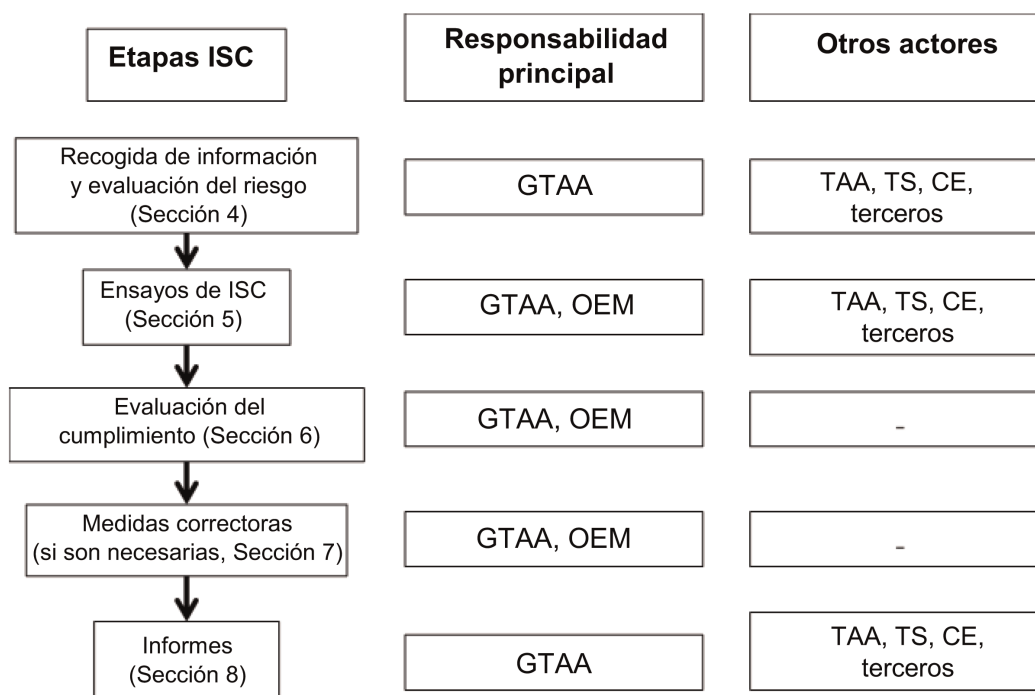 Etapas ISC
Responsabilidad
principal
Otros actores
Recogida de información
y evaluación del riesgo
(Sección 4)
GTAA
TAA, TS, CE,
terceros
Ensayos de ISC
(Sección 5)
GTAA, OEM
TAA, TS, CE,
terceros
Evaluación del
cumplimiento (Sección 6)
GTAA, OEM
-
Medidas correctoras
(si son necesarias, Sección 7)
GTAA, OEM
-
Informes
(Sección 8)
GTAA
TAA, TS, CE,
terceros